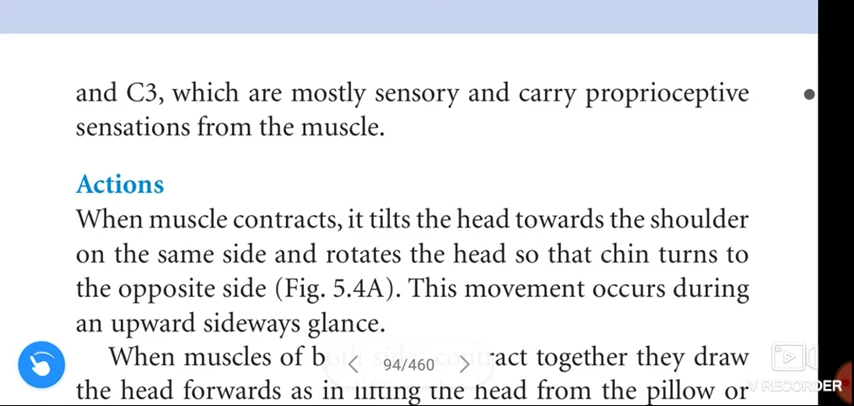 and C3, which are mostly sensory and carry proprioceptive
sensations from the muscle.
Actions
When muscle contracts, it tilts the head towards the shoulder
on the same side and rotates the head so that chin turns to
the opposite side (Fig. 5.4A). This movement occurs during
an upward sideways glance.
When muscles of both sides contract together they draw
94/460
the head forwards as in lifting the head from the pillow or
V RECORDER